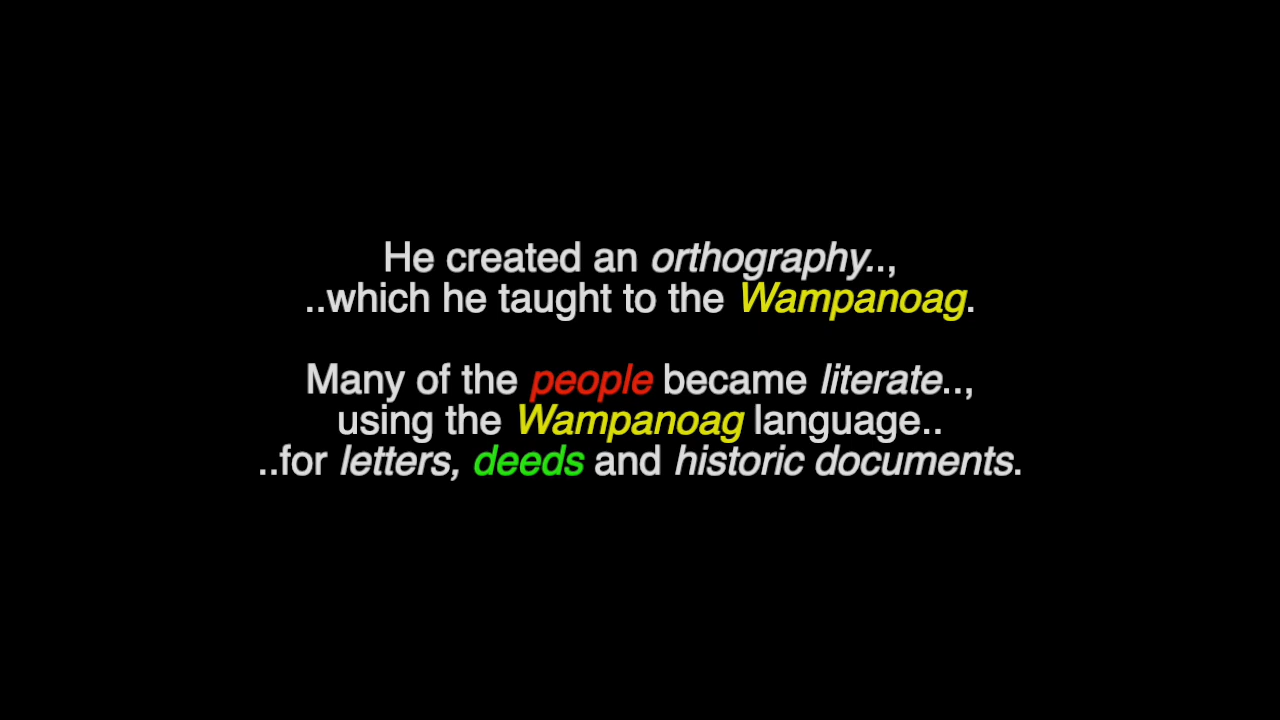 He created an orthography..,
..which he taught to the Wampanoag.
Many of the people became literate..,
using the Wampanoag language..
..for letters, deeds and historic documents.